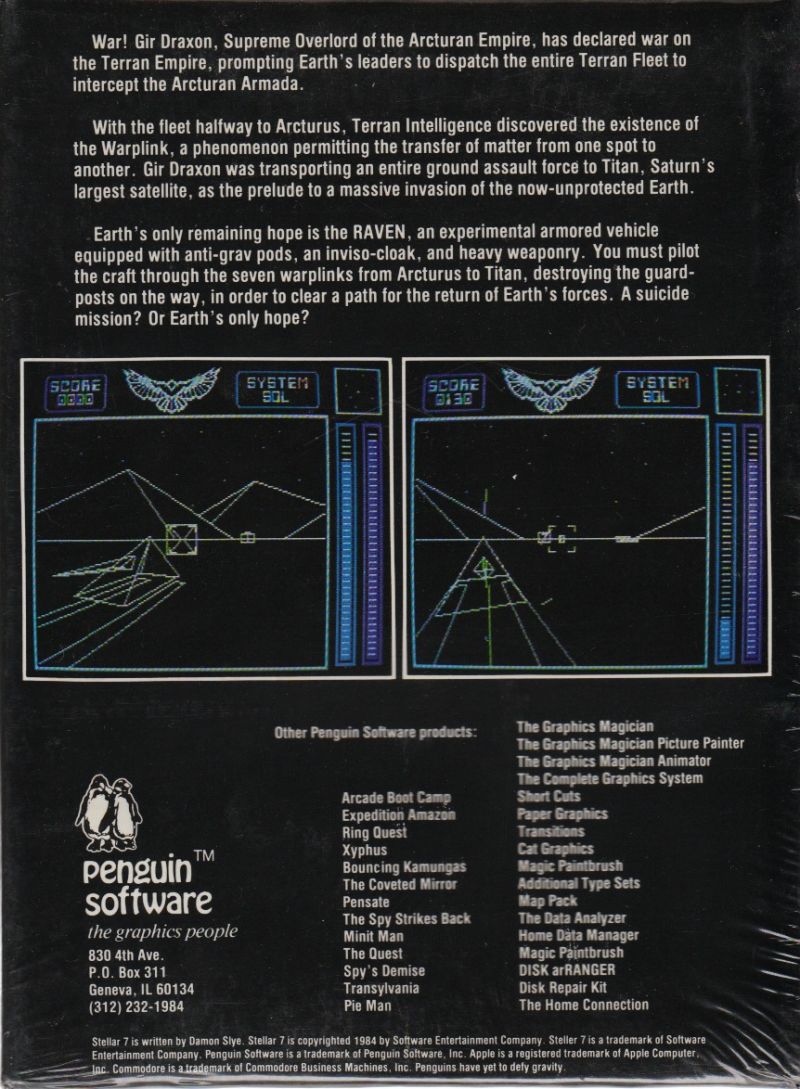 War! Gir Draxon, Supreme Overlord of the Arcturan Empire, has declared war on
the Terran Empire, prompting Earth's leaders to dispatch the entire Terran Fleet to
intercept the Arcturan Armada.
With the fleet halfway to Arcturus, Terran Intelligence discovered the existence of
the Warplink, a phenomenon permitting the transfer of matter from one spot to
another. Gir Draxon was transporting an entire ground assault force to Titan, Saturn's
largest satellite, as the prelude to a massive invasion of the now-unprotected Earth.
Earth's only remaining hope is the RAVEN, an experimental armored vehicle
equipped with anti-grav pods, an inviso-cloak, and heavy weaponry. You must pilot
the craft through the seven warplinks from Arcturus to Titan, destroying the guard-
posts on the way, in order to clear a path for the return of Earth's forces. A suicide
mission? Or Earth's only hope?
SCORE
0000
SYSTEM
SOL
SCORE
0130
SYSTEM
SOL
Other Penguin Software products:
Arcade Boot Camp
Expedition Amazon
Ring Quest
Xyphus
Bouncing Kamungas
The Coveted Mirror
Pensate
The Spy Strikes Back
Minit Man
The Quest
Spy's Demise
Transylvania
Pie Man
The Graphics Magician
The Graphics Magician Picture Painter
The Graphics Magician Animator
The Complete Graphics System
Short Cuts
Paper Graphics
Transitions
Cat Graphics
Magic Paintbrush
Additional Type Sets
Map Pack
The Data Analyzer
Home Data Manager
Magic Paintbrush
DISK arRANGER
Disk Repair Kit
The Home Connection
penguin TM
software
the graphics people
830 4th Ave.
P.O. Box 311
Geneva, IL 60134
(312) 232-1984
Stellar 7 is written by Damon Slye. Stellar 7 is copyrighted 1984 by Software Entertainment Company. Steller 7 is a trademark of Software
Entertainment Company. Penguin Software is a trademark of Penguin Software, Inc. Apple is a registered trademark of Apple Computer,
Inc. Commodore is a trademark of Commodore Business Machines, Inc. Penguins have yet to defy gravity.